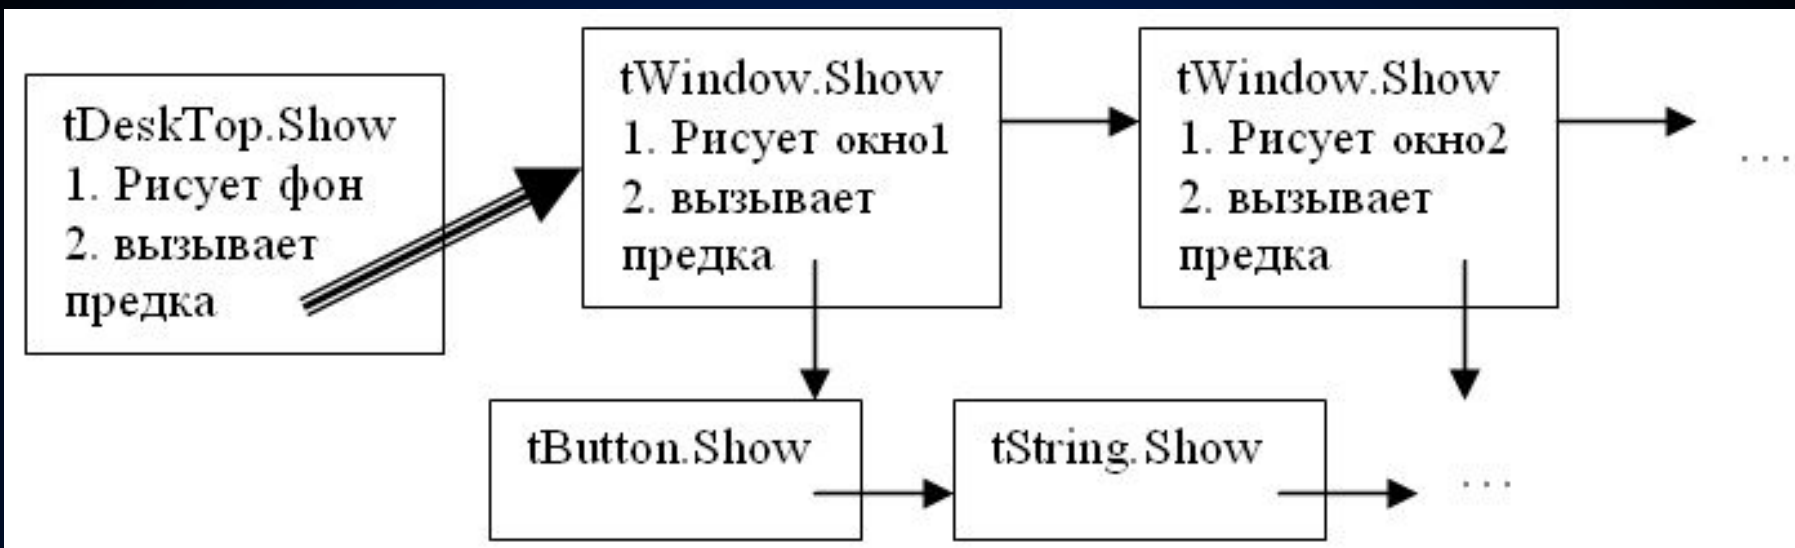 tDeskTop.Show
1. Рисует фон
2. вызывает
предка
tWindow.Show
1. Рисует окно1
2. вызывает
предка
tWindow.Show
1. Рисует окно2
2. вызывает
предка
...
tButton.Show
tString.Show
...